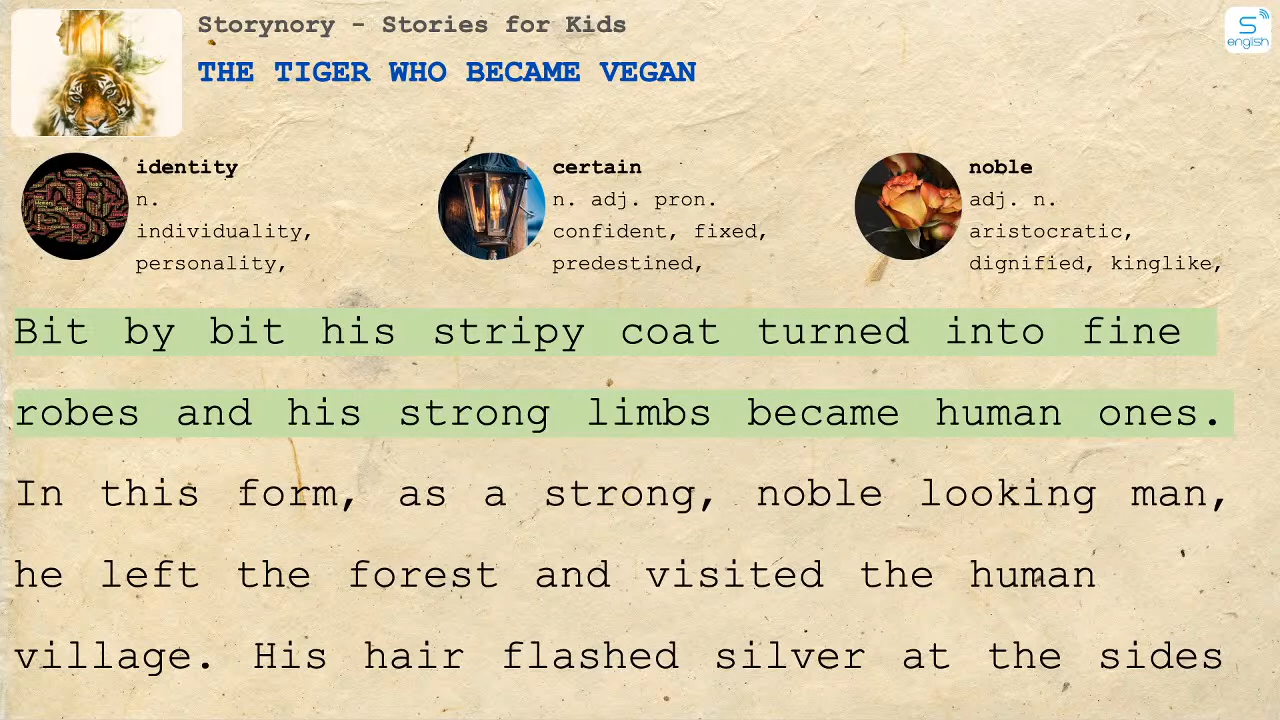 Storynory - Stories for Kids
THE TIGER WHO BECAME VEGAN
S
english
identity
n.
individuality,
personality,
certain
n. adj. pron.
confident, fixed,
predestined,
noble
adj. n.
aristocratic,
dignified, kinglike,
Bit by bit his stripy coat turned into fine
robes and his strong limbs became human ones.
In this form, as a strong, noble looking man,
he left the forest and visited the human
village. His hair flashed silver at the sides